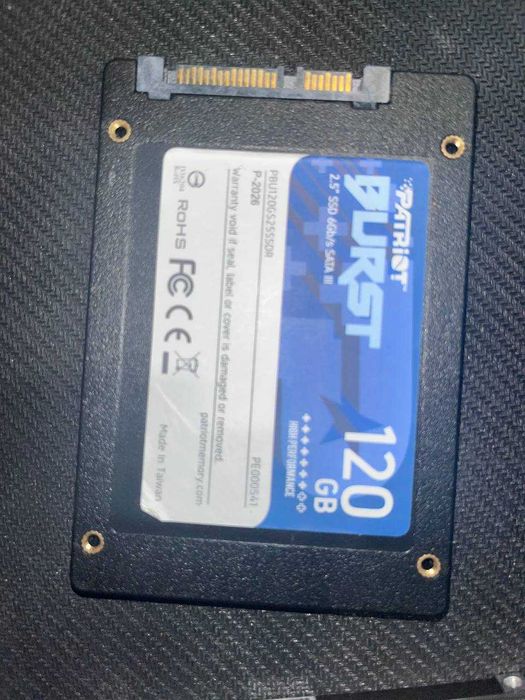 PATRIOT
BURST
2.5" SSD 6Gb/s SATA III
120
GB
HIGH PERFORMANCE
PBU120GS25SSDR
P-2026
PE000541
Warranty void if seal, label or cover is damaged or removed.
patriotmemory.com
RoHS FC CE
Made in Taiwan